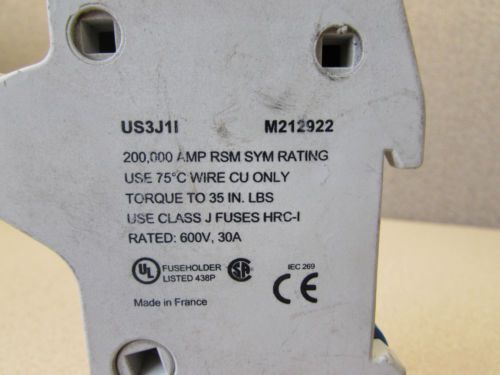 US3J1I M212922
200,000 AMP RSM SYM RATING
USE 75°C WIRE CU ONLY
TORQUE TO 35 IN. LBS
USE CLASS J FUSES HRC-I
RATED: 600V, 30A
UL FUSEHOLDER SA IEC 269
LISTED 438P CE
Made in France